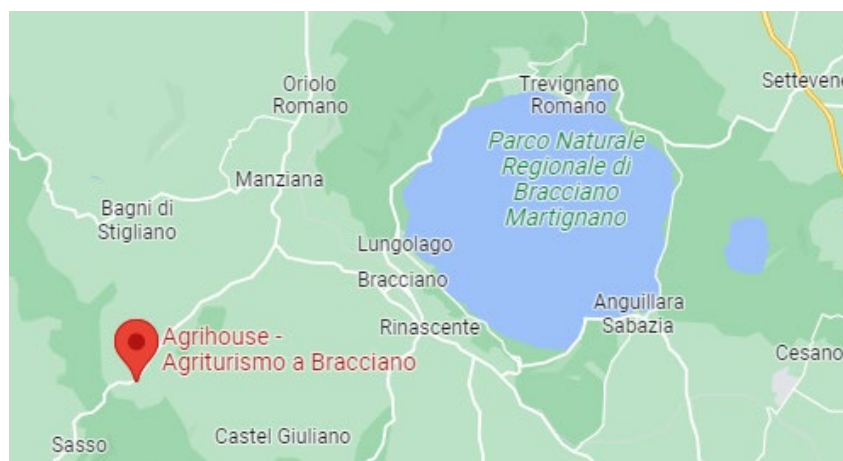 Oriolo
Romano
Trevignano
Romano
Settevene
Parco Naturale
Regionale di
Bracciano
Martignano
Manziana
Bagni di
Stigliano
Lungolago
Bracciano
Anguillara
Sabazia
Rinascente
Agrihouse -
Agriturismo a Bracciano
Cesano
Castel Giuliano
Sasso